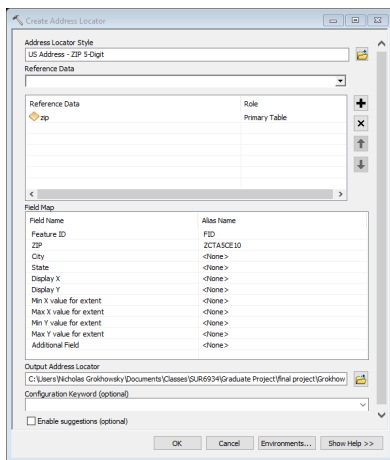 Create Address Locator
Address Locator Style
US Address - ZIP 5-Digit
Reference Data
Reference Data Role
zip Primary Table
Field Map
Field Name Alias Name
Feature ID FID
ZIP ZCTA5CE10
City <None>
State <None>
Display X <None>
Display Y <None>
Min X value for extent <None>
Max X value for extent <None>
Min Y value for extent <None>
Max Y value for extent <None>
Additional Field <None>
Output Address Locator
C:\Users\Nicholas Grokhowsky\Documents\Classes\SUR6934\Graduate Project\final project\Grokhow
Configuration Keyword (optional)
Enable suggestions (optional)
OK Cancel Environments... Show Help >>